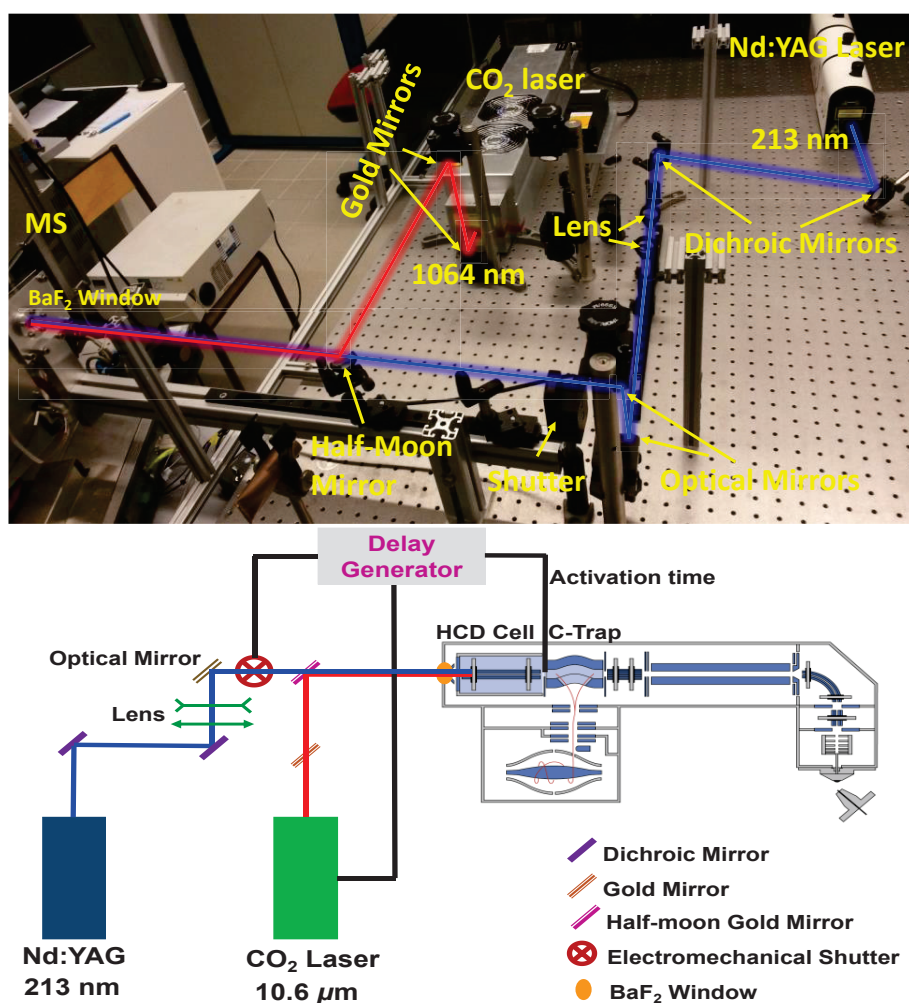 Nd:YAG Laser
CO2 laser
Gold Mirrors
213 nm
MS
Lens
Dichroic Mirrors
1064 nm
BaF2 Window
Half-Moon
Mirror
Shutter
Optical Mirrors
Delay
Generator
Activation time
HCD Cell
C-Trap
Optical Mirror
Lens
Dichroic Mirror
Gold Mirror
Half-moon Gold Mirror
Electromechanical Shutter
BaF2 Window
Nd:YAG
213 nm
CO2 Laser
10.6 µm